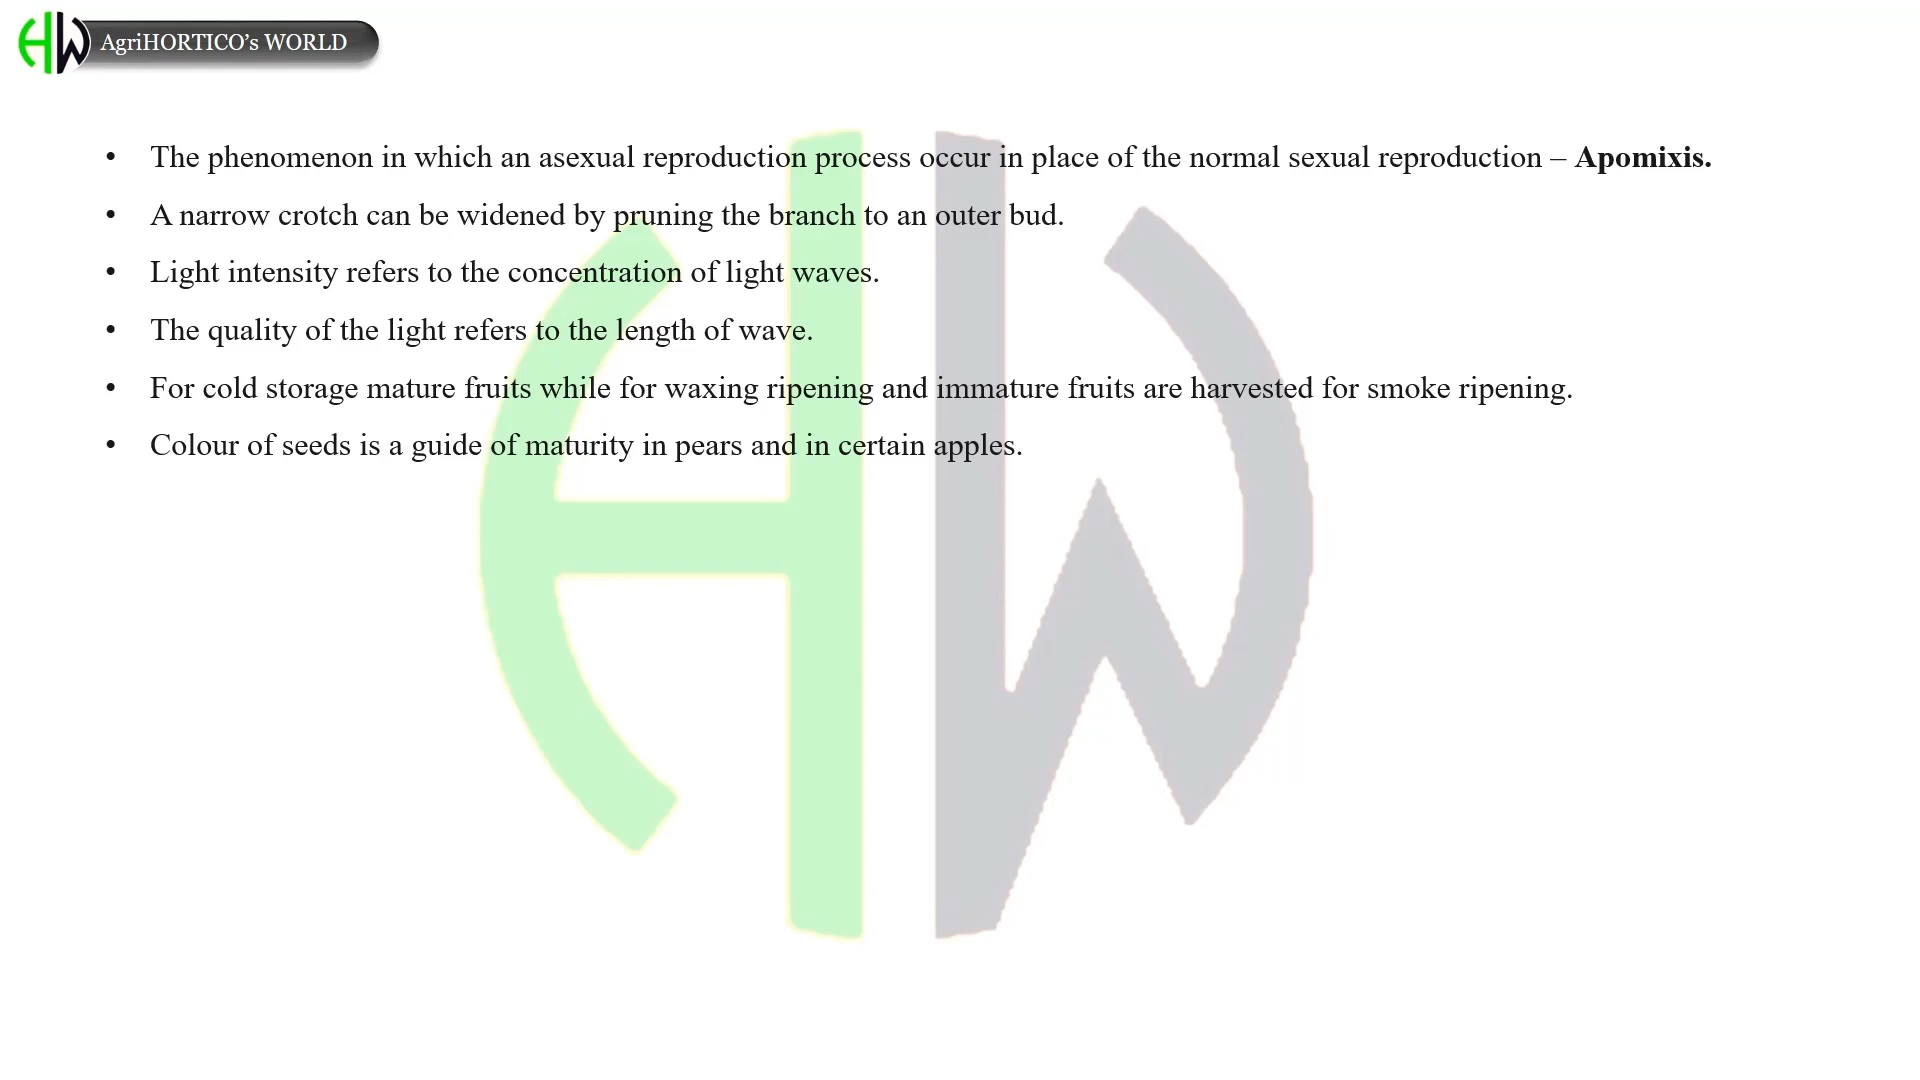 HW AgriHORTICO's WORLD
• The phenomenon in which an asexual reproduction process occur in place of the normal sexual reproduction – Apomixis.
• A narrow crotch can be widened by pruning the branch to an outer bud.
• Light intensity refers to the concentration of light waves.
• The quality of the light refers to the length of wave.
• For cold storage mature fruits while for waxing ripening and immature fruits are harvested for smoke ripening.
• Colour of seeds is a guide of maturity in pears and in certain apples.